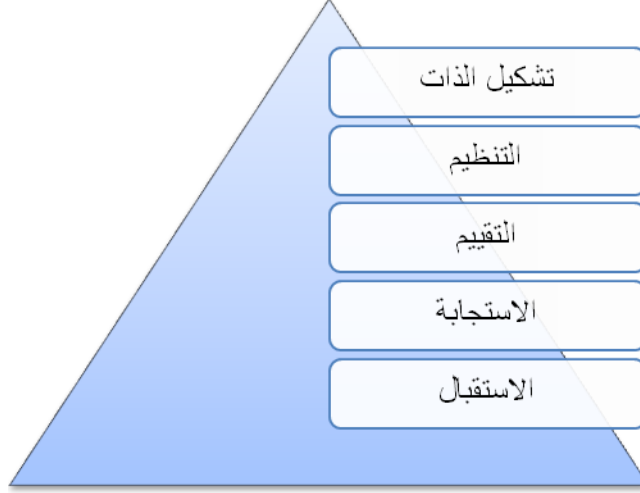 تشكيل الذات
التنظيم
التقييم
الاستجابة
الاستقبال